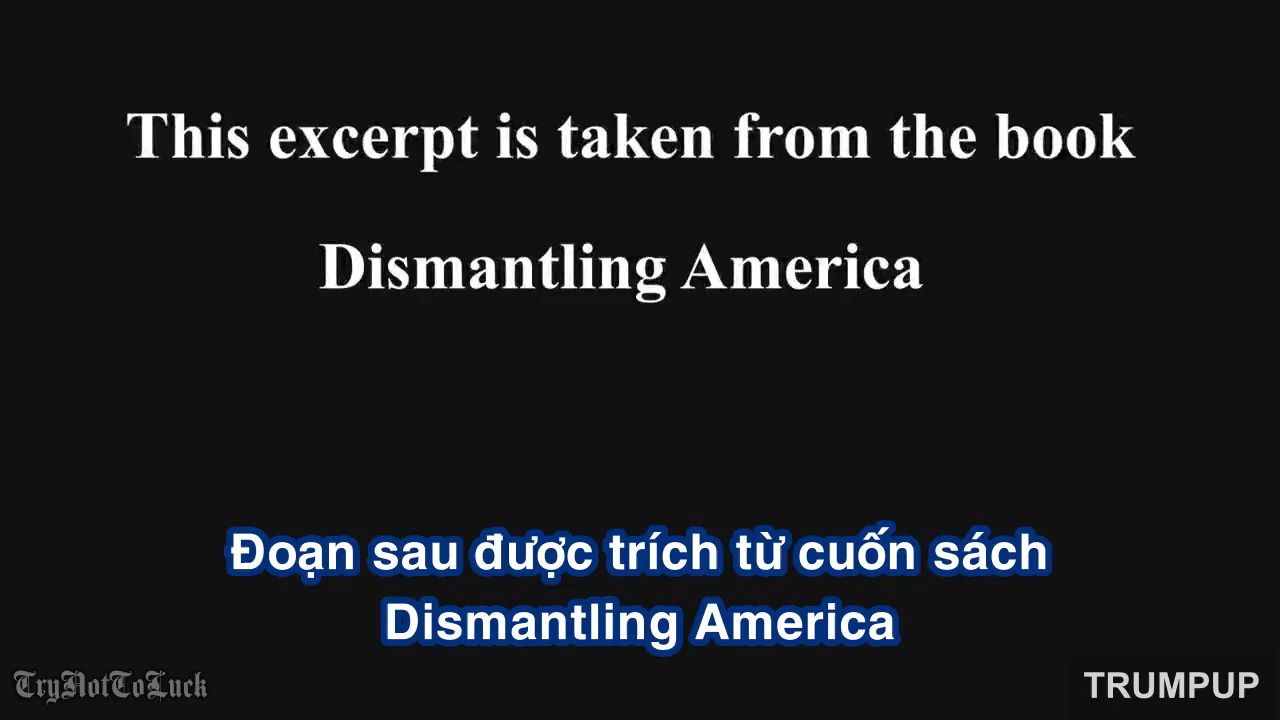 This excerpt is taken from the book
Dismantling America
Đoạn sau được trích từ cuốn sách
Dismantling America
TryNotToLuck
TRUMPUP